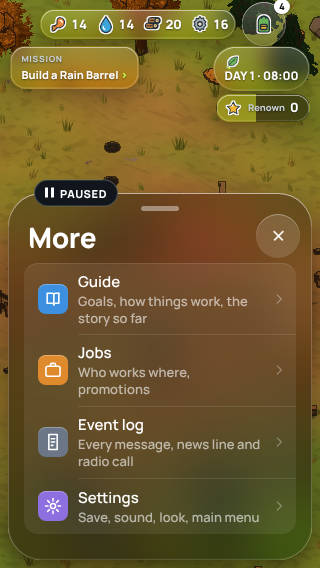 14 14 20 16
4
MISSION
Build a Rain Barrel ›
DAY 1 · 08:00
Renown 0
PAUSED
More
Guide
Goals, how things work, the
story so far
Jobs
Who works where,
promotions
Event log
Every message, news line and
radio call
Settings
Save, sound, look, main menu